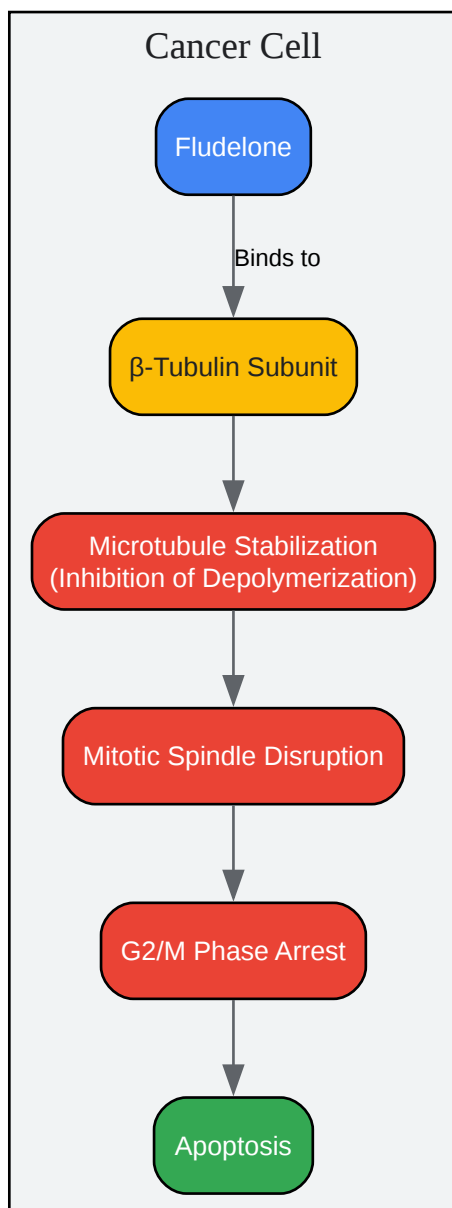 Cancer Cell
Fludelone
Binds to
β-Tubulin Subunit
Microtubule Stabilization
(Inhibition of Depolymerization)
Mitotic Spindle Disruption
G2/M Phase Arrest
Apoptosis